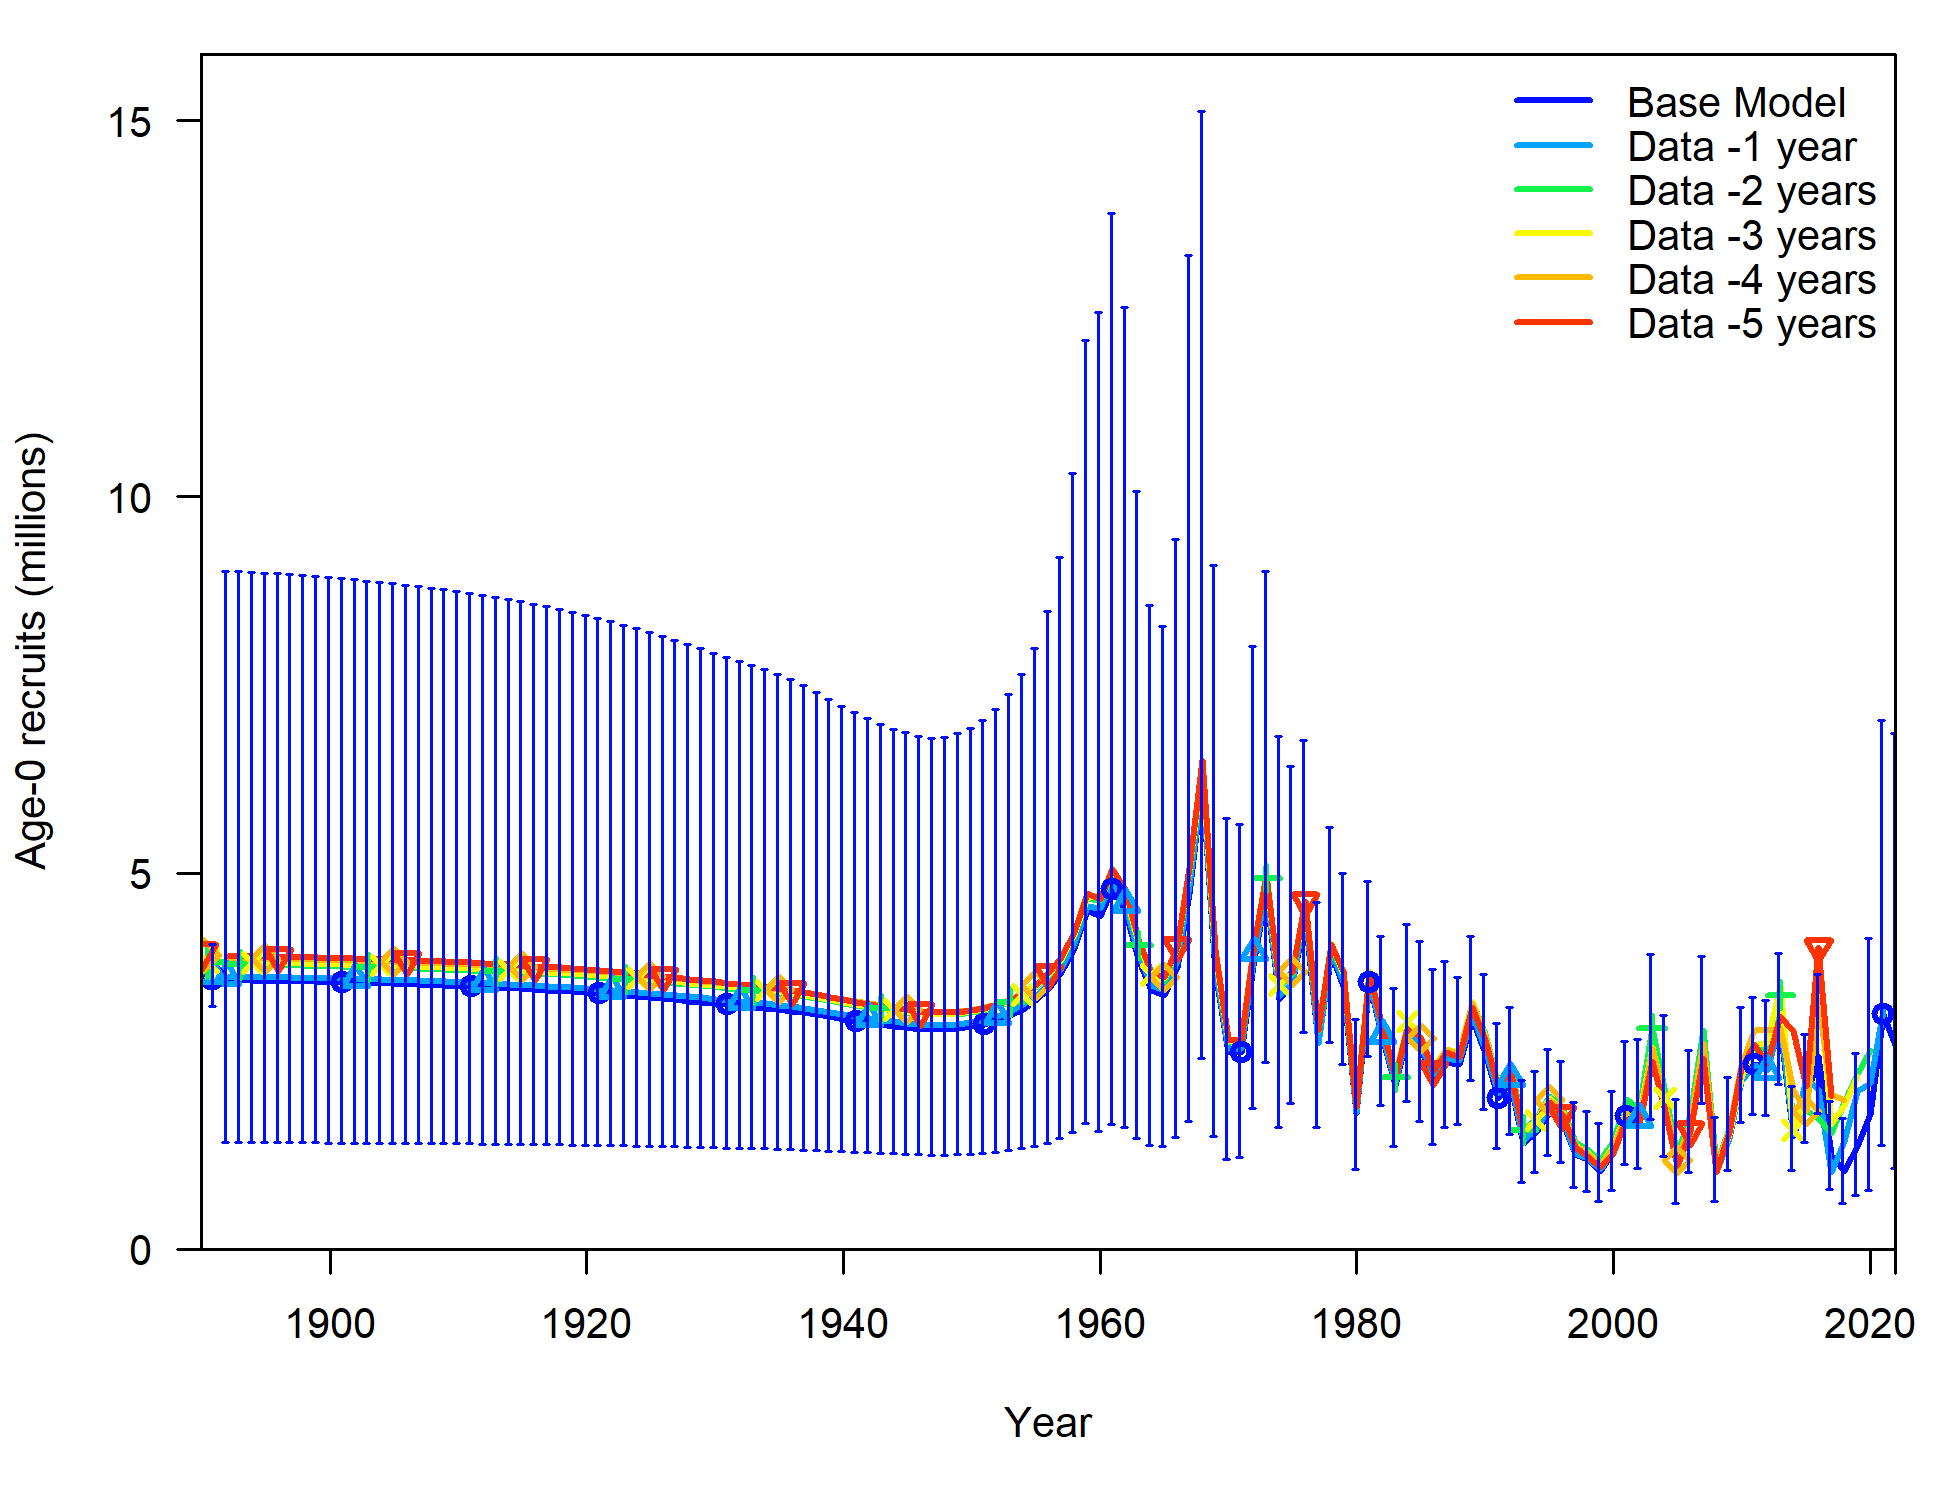 Base Model
Data -1 year
Data -2 years
Data -3 years
Data -4 years
Data -5 years
15
10
5
0
Age-0 recruits (millions)
1900 1920 1940 1960 1980 2000 2020
Year